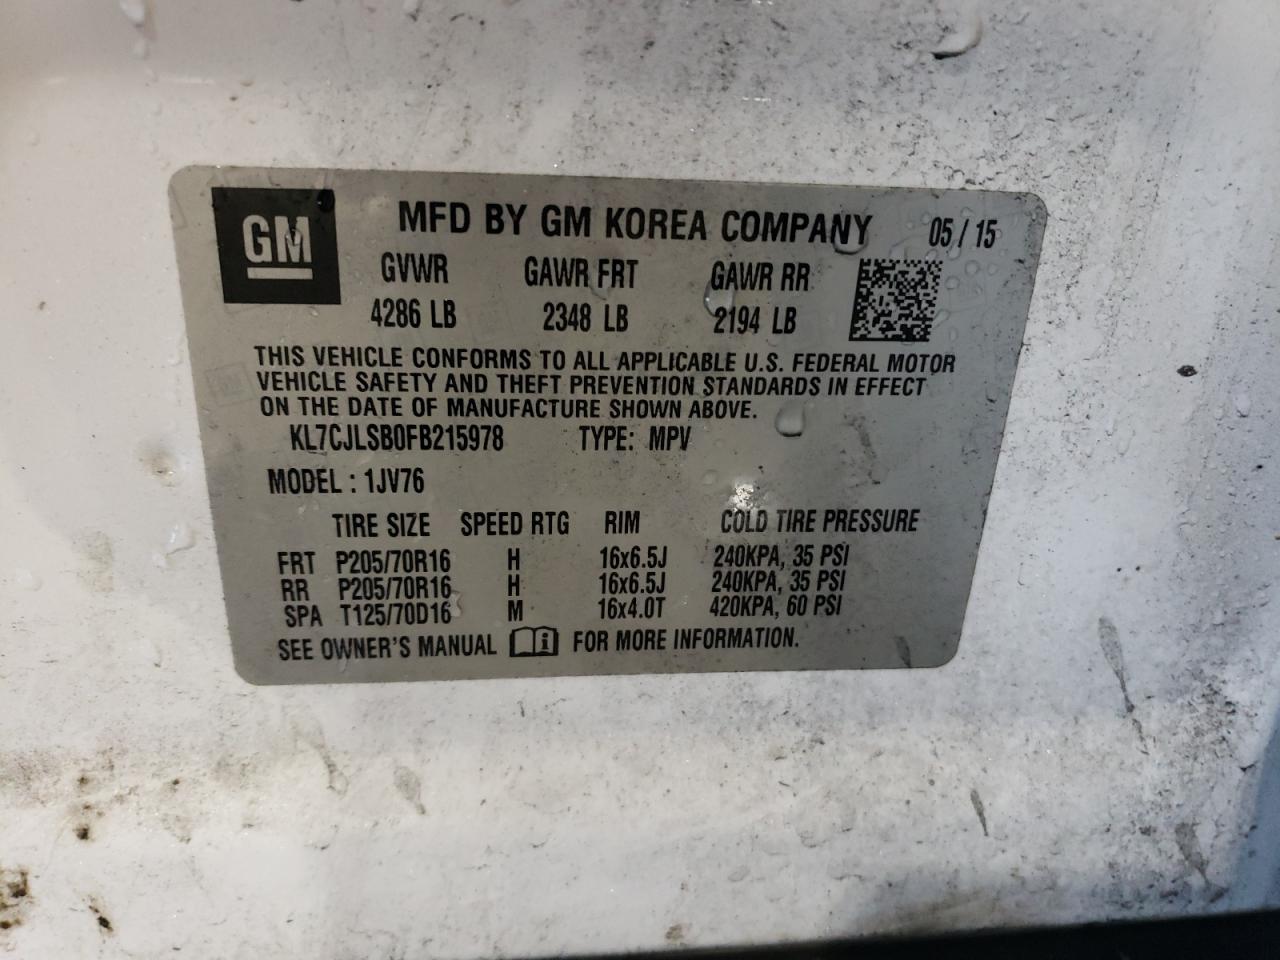 GM MFD BY GM KOREA COMPANY 05 / 15
GVWR GAWR FRT GAWR RR
4286 LB 2348 LB 2194 LB
THIS VEHICLE CONFORMS TO ALL APPLICABLE U.S. FEDERAL MOTOR
VEHICLE SAFETY AND THEFT PREVENTION STANDARDS IN EFFECT
ON THE DATE OF MANUFACTURE SHOWN ABOVE.
KL7CJLSB0FB215978 TYPE: MPV
MODEL : 1JV76
TIRE SIZE SPEED RTG RIM COLD TIRE PRESSURE
FRT P205/70R16 H 16x6.5J 240KPA, 35 PSI
RR P205/70R16 H 16x6.5J 240KPA, 35 PSI
SPA T125/70D16 M 16x4.0T 420KPA, 60 PSI
SEE OWNER'S MANUAL FOR MORE INFORMATION.